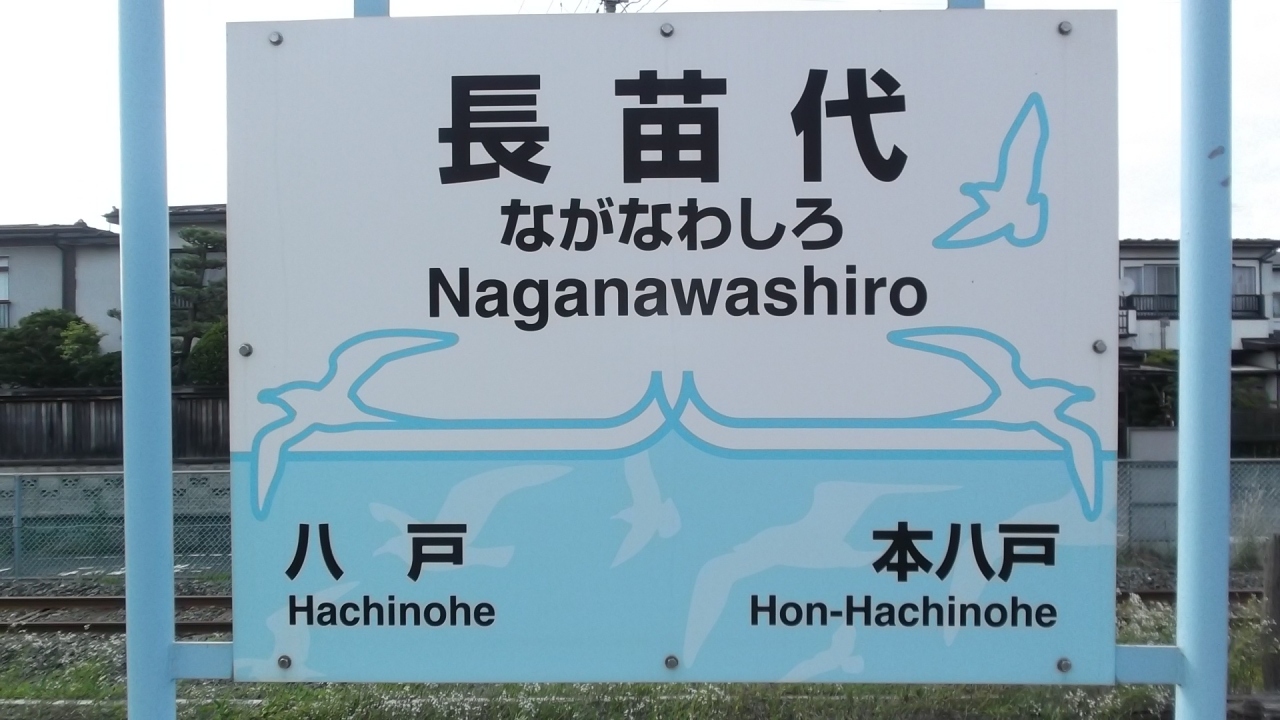 長苗代
ながなわしろ
Naganawashiro
八戸 本八戸
Hachinohe Hon-Hachinohe